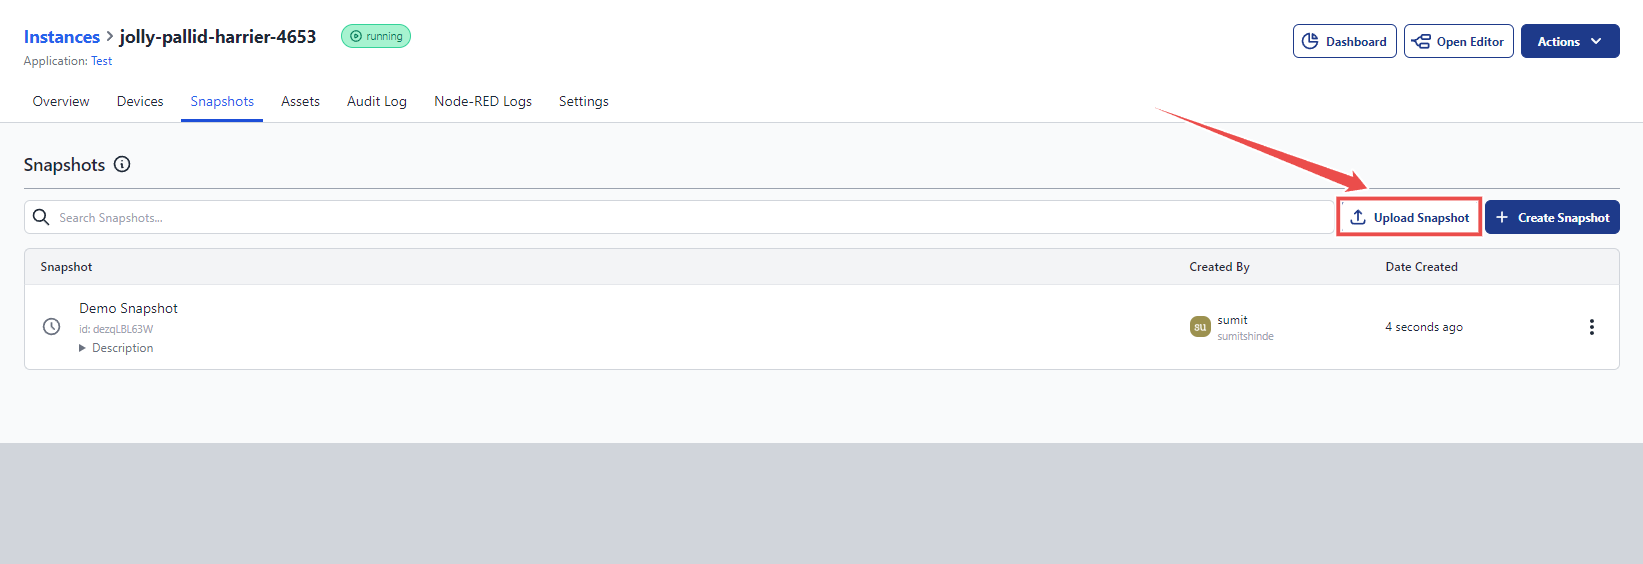 Instances > jolly-pallid-harrier-4653 running
Application: Test
Dashboard Open Editor Actions
Overview Devices Snapshots Assets Audit Log Node-RED Logs Settings
Snapshots
Search Snapshots... Upload Snapshot + Create Snapshot
Snapshot Created By Date Created
Demo Snapshot
id: dezqLBL63W
Description
su sumit
sumitshinde
4 seconds ago